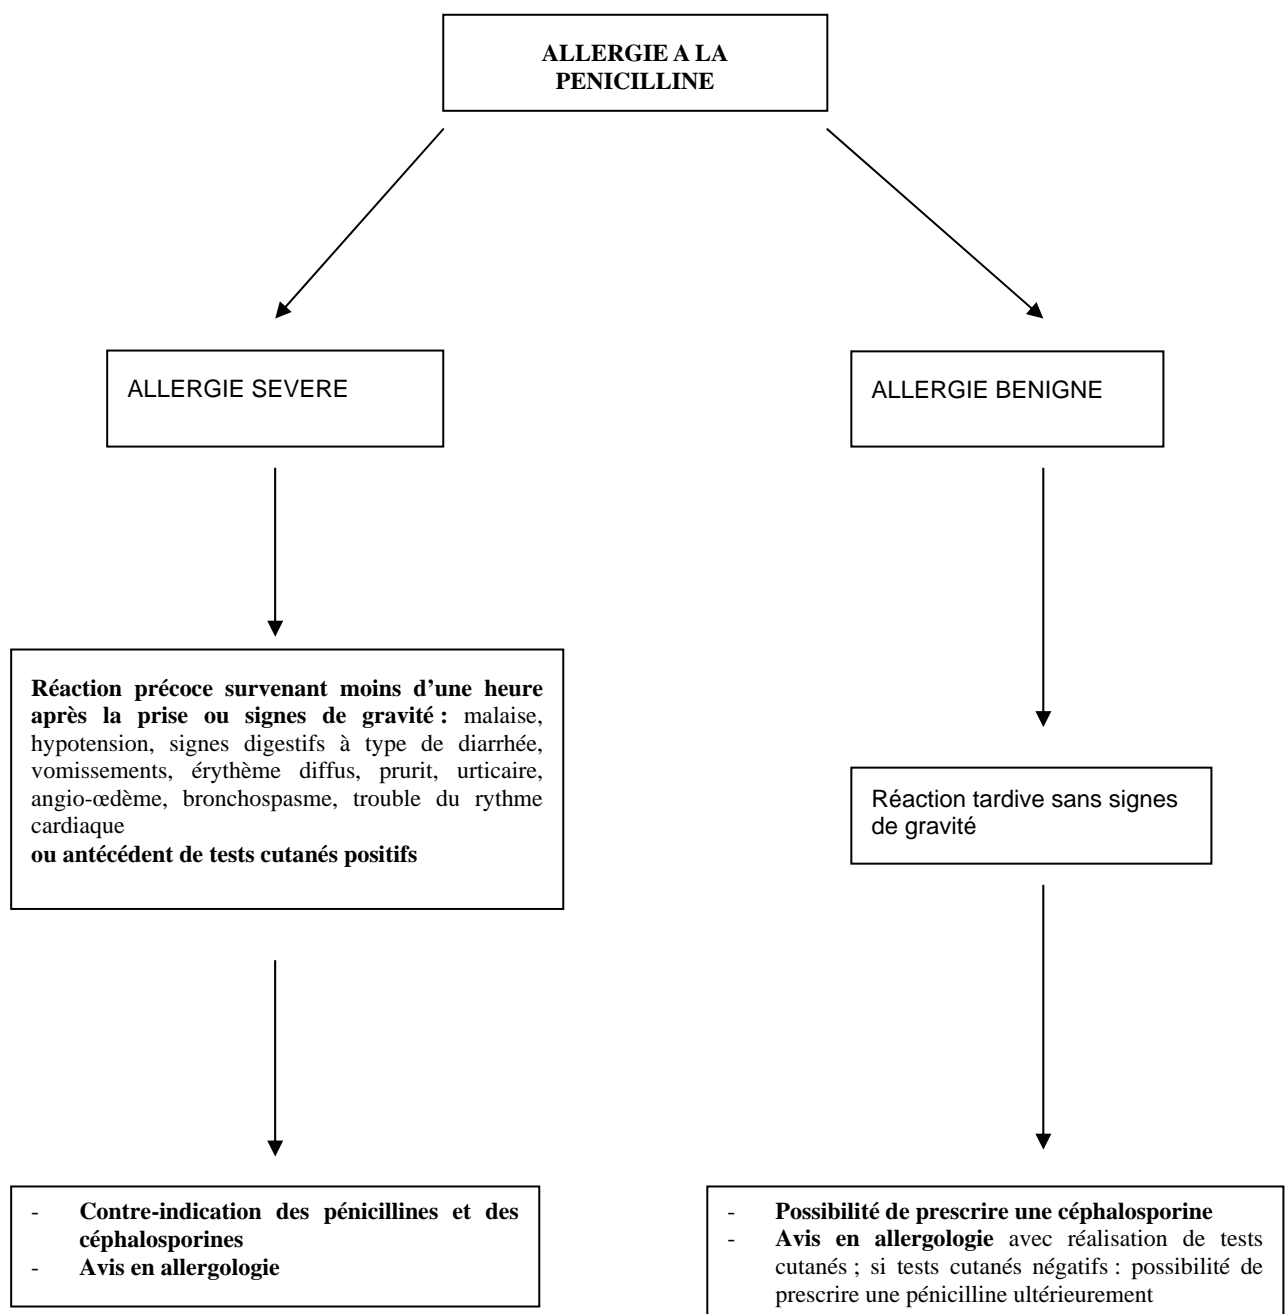 ALLERGIE A LA
PENICILLINE
ALLERGIE SEVERE
ALLERGIE BENIGNE
Réaction précoce survenant moins d’une heure
après la prise ou signes de gravité : malaise,
hypotension, signes digestifs à type de diarrhée,
vomissements, érythème diffus, prurit, urticaire,
angio-œdème, bronchospasme, trouble du rythme
cardiaque
ou antécédent de tests cutanés positifs
Réaction tardive sans signes
de gravité
- Contre-indication des pénicillines et des
céphalosporines
- Avis en allergologie
- Possibilité de prescrire une céphalosporine
- Avis en allergologie avec réalisation de tests
cutanés ; si tests cutanés négatifs : possibilité de
prescrire une pénicilline ultérieurement